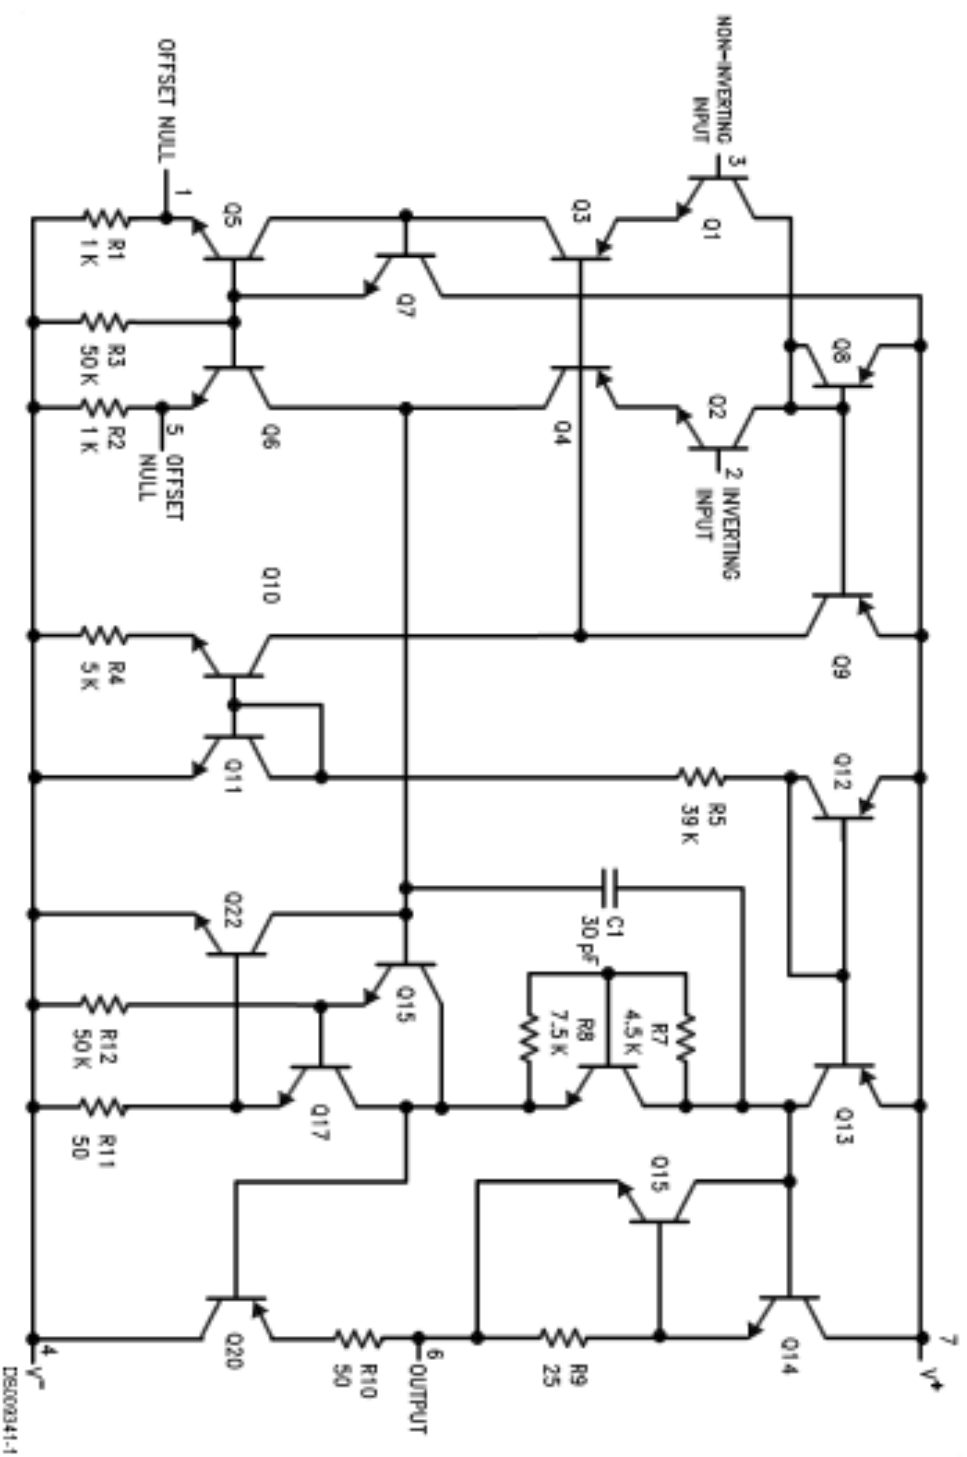 NON-INVERTING
INPUT
3
Q1
Q8
Q2
2 INVERTING
INPUT
Q9
Q12
Q13
Q14
7
V+
Q3
Q4
R5
39 K
C1
30 pF
R7
4.5 K
R8
7.5 K
Q15
R9
25
Q7
Q15
6
OUTPUT
R10
50
OFFSET NULL
1
Q5
Q6
5 OFFSET
NULL
Q10
Q11
Q22
Q17
Q20
R1
1 K
R3
50 K
R2
1 K
R4
5 K
R12
50 K
R11
50
4
V-
DS009341-1